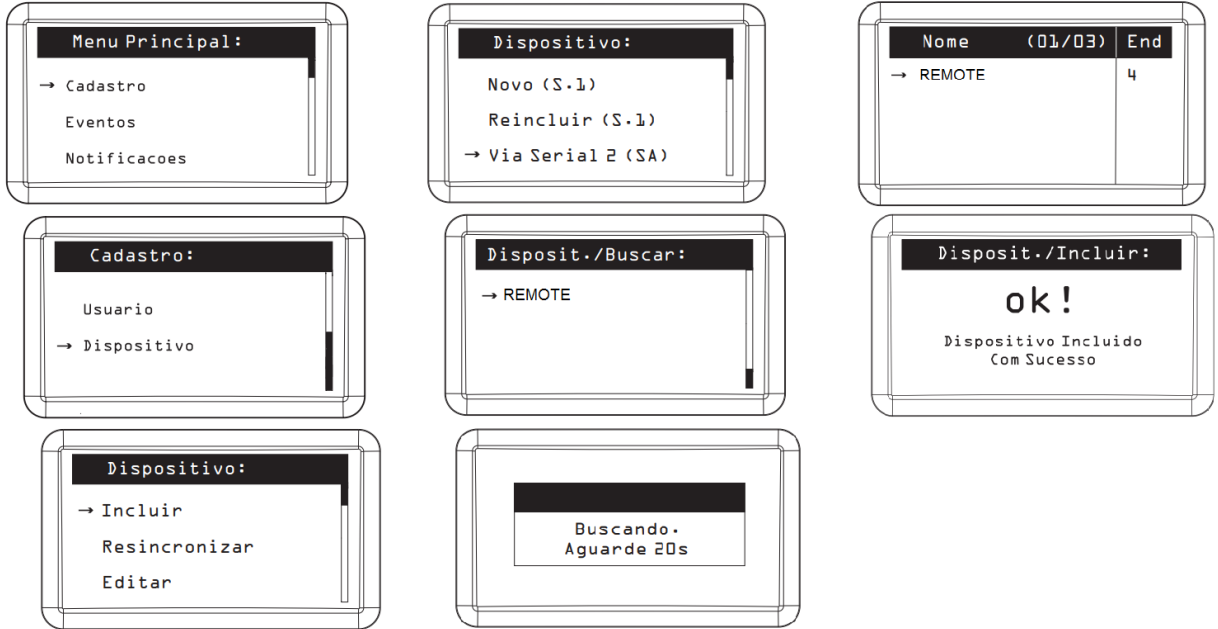 Menu Principal:
→ Cadastro
Eventos
Notificacoes
Cadastro:
Usuario
→ Dispositivo
Dispositivo:
→ Incluir
Resincronizar
Editar
Dispositivo:
Novo (S.1)
Reincluir (S.1)
→ Via Serial 2 (SA)
Disposit./Buscar:
→ REMOTE
Buscando.
Aguarde 20s
Nome (01/03) End
→ REMOTE 4
Disposit./Incluir:
ok!
Dispositivo Incluido
Com Sucesso